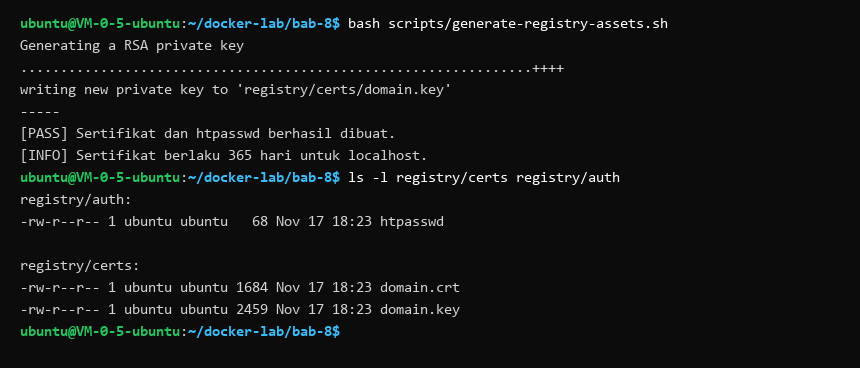 ubuntu@VM-0-5-ubuntu:~/docker-lab/bab-8$ bash scripts/generate-registry-assets.sh
Generating a RSA private key
...............................................................++++
writing new private key to 'registry/certs/domain.key'
-----
[PASS] Sertifikat dan htpasswd berhasil dibuat.
[INFO] Sertifikat berlaku 365 hari untuk localhost.
ubuntu@VM-0-5-ubuntu:~/docker-lab/bab-8$ ls -l registry/certs registry/auth
registry/auth:
-rw-r--r-- 1 ubuntu ubuntu   68 Nov 17 18:23 htpasswd

registry/certs:
-rw-r--r-- 1 ubuntu ubuntu 1684 Nov 17 18:23 domain.crt
-rw-r--r-- 1 ubuntu ubuntu 2459 Nov 17 18:23 domain.key
ubuntu@VM-0-5-ubuntu:~/docker-lab/bab-8$